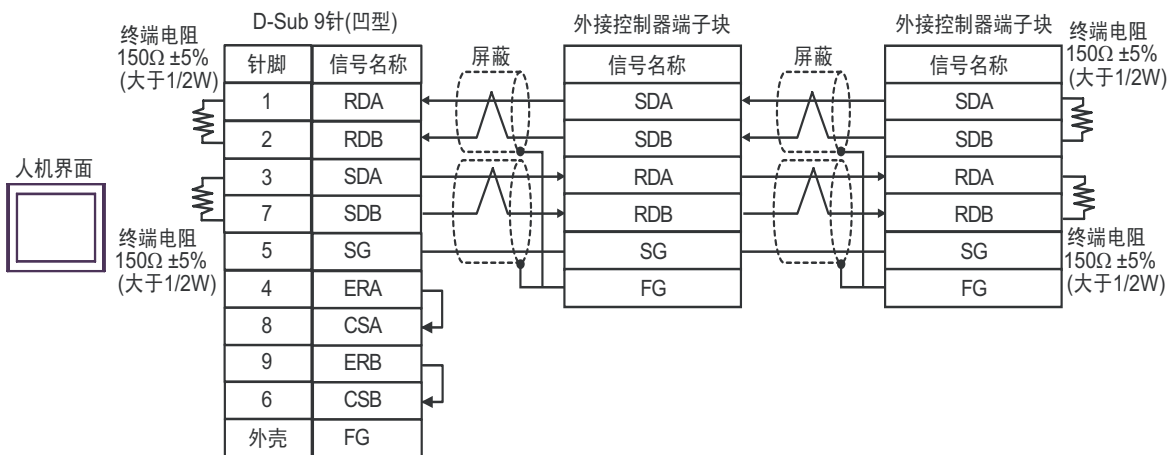 终端电阻
150Ω ±5%
(大于1/2W)
D-Sub 9针(凹型)
外接控制器端子块
外接控制器端子块
终端电阻
150Ω ±5%
(大于1/2W)
屏蔽
屏蔽
针脚 信号名称 信号名称 信号名称
1 RDA SDA SDA
2 RDB SDB SDB
人机界面
3 SDA RDA RDA
7 SDB RDB RDB
终端电阻
150Ω ±5%
(大于1/2W)
终端电阻
150Ω ±5%
(大于1/2W)
5 SG SG SG
4 ERA FG FG
8 CSA
9 ERB
6 CSB
外壳 FG